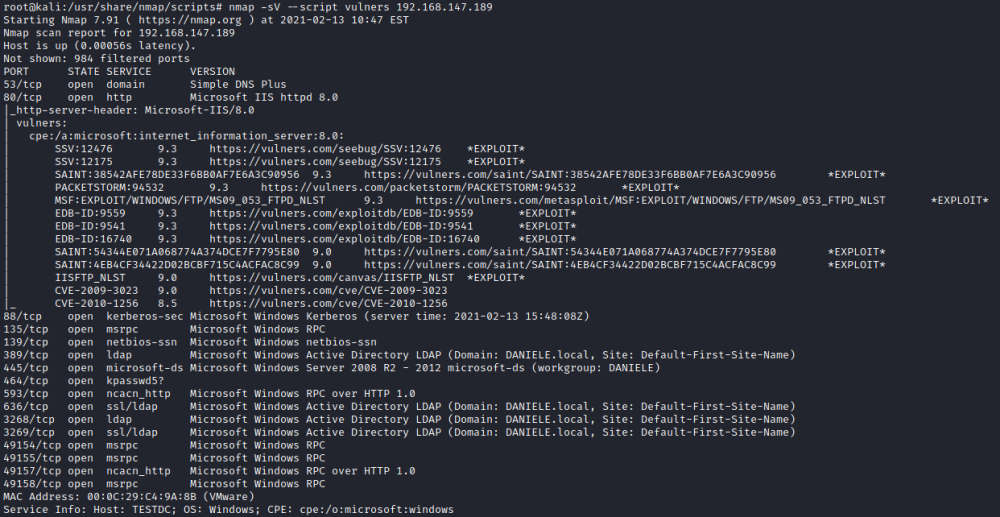 root@kali:/usr/share/nmap/scripts# nmap -sV --script vulners 192.168.147.189
Starting Nmap 7.91 ( https://nmap.org ) at 2021-02-13 10:47 EST
Nmap scan report for 192.168.147.189
Host is up (0.00056s latency).
Not shown: 984 filtered ports
PORT      STATE SERVICE      VERSION
53/tcp    open  domain       Simple DNS Plus
80/tcp    open  http         Microsoft IIS httpd 8.0
|_http-server-header: Microsoft-IIS/8.0
| vulners:
|   cpe:/a:microsoft:internet_information_server:8.0:
|       SSV:12476       9.3     https://vulners.com/seebug/SSV:12476    *EXPLOIT*
|       SSV:12175       9.3     https://vulners.com/seebug/SSV:12175    *EXPLOIT*
|       SAINT:38542AFE78DE33F6BB0AF7E6A3C90956  9.3     https://vulners.com/saint/SAINT:38542AFE78DE33F6BB0AF7E6A3C90956        *EXPLOIT*
|       PACKETSTORM:94532       9.3     https://vulners.com/packetstorm/PACKETSTORM:94532       *EXPLOIT*
|       MSF:EXPLOIT/WINDOWS/FTP/MS09_053_FTPD_NLST      9.3     https://vulners.com/metasploit/MSF:EXPLOIT/WINDOWS/FTP/MS09_053_FTPD_NLST       *EXPLOIT*
|       EDB-ID:9559     9.3     https://vulners.com/exploitdb/EDB-ID:9559       *EXPLOIT*
|       EDB-ID:9541     9.3     https://vulners.com/exploitdb/EDB-ID:9541       *EXPLOIT*
|       EDB-ID:16740    9.3     https://vulners.com/exploitdb/EDB-ID:16740      *EXPLOIT*
|       SAINT:54344E071A068774A374DCE7F7795E80  9.0     https://vulners.com/saint/SAINT:54344E071A068774A374DCE7F7795E80        *EXPLOIT*
|       SAINT:4EB4CF34422D02BCBF715C4ACFAC8C99  9.0     https://vulners.com/saint/SAINT:4EB4CF34422D02BCBF715C4ACFAC8C99        *EXPLOIT*
|       IISFTP_NLST     9.0     https://vulners.com/canvas/IISFTP_NLST  *EXPLOIT*
|       CVE-2009-3023   9.0     https://vulners.com/cve/CVE-2009-3023
|_      CVE-2010-1256   8.5     https://vulners.com/cve/CVE-2010-1256
88/tcp    open  kerberos-sec Microsoft Windows Kerberos (server time: 2021-02-13 15:48:08Z)
135/tcp   open  msrpc        Microsoft Windows RPC
139/tcp   open  netbios-ssn  Microsoft Windows netbios-ssn
389/tcp   open  ldap         Microsoft Windows Active Directory LDAP (Domain: DANIELE.local, Site: Default-First-Site-Name)
445/tcp   open  microsoft-ds Microsoft Windows Server 2008 R2 - 2012 microsoft-ds (workgroup: DANIELE)
464/tcp   open  kpasswd5?
593/tcp   open  ncacn_http   Microsoft Windows RPC over HTTP 1.0
636/tcp   open  ssl/ldap     Microsoft Windows Active Directory LDAP (Domain: DANIELE.local, Site: Default-First-Site-Name)
3268/tcp  open  ldap         Microsoft Windows Active Directory LDAP (Domain: DANIELE.local, Site: Default-First-Site-Name)
3269/tcp  open  ssl/ldap     Microsoft Windows Active Directory LDAP (Domain: DANIELE.local, Site: Default-First-Site-Name)
49154/tcp open  msrpc        Microsoft Windows RPC
49155/tcp open  msrpc        Microsoft Windows RPC
49157/tcp open  ncacn_http   Microsoft Windows RPC over HTTP 1.0
49158/tcp open  msrpc        Microsoft Windows RPC
MAC Address: 00:0C:29:C4:9A:8B (VMware)
Service Info: Host: TESTDC; OS: Windows; CPE: cpe:/o:microsoft:windows